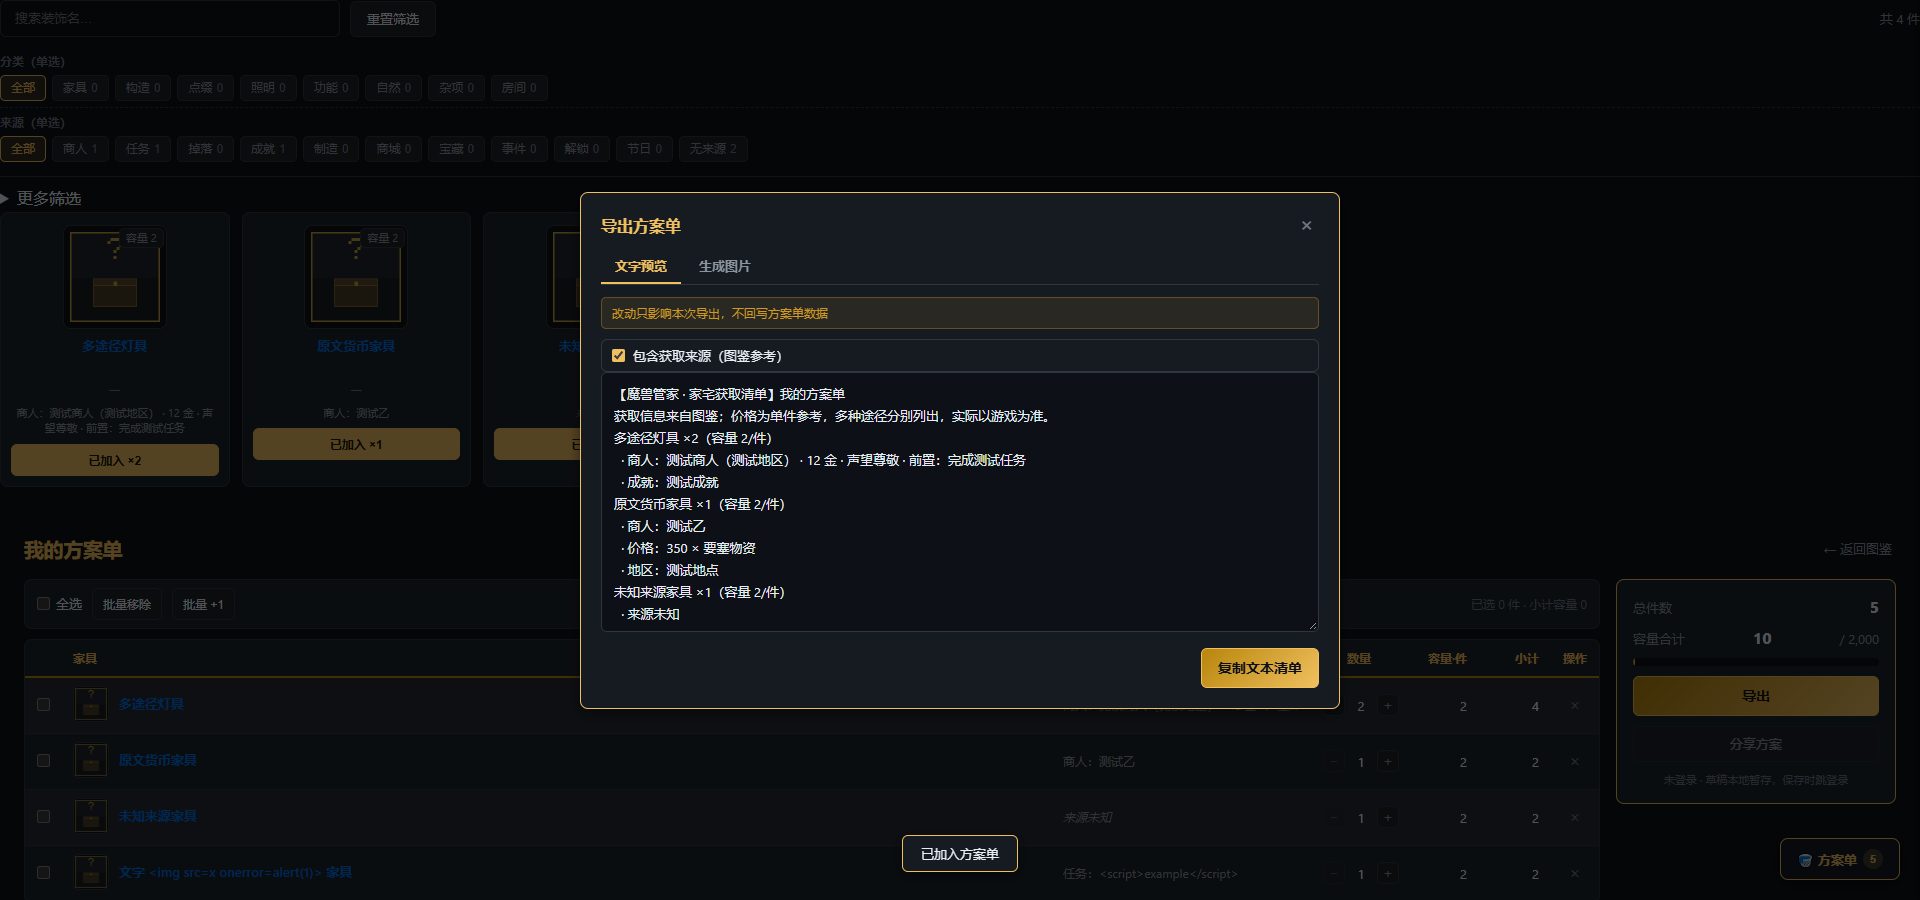 搜索装饰名...
重置筛选
共 4 件
分类（单选）
全部 家具 0 构造 0 点缀 0 照明 0 功能 0 自然 0 杂项 0 房间 0
来源（单选）
全部 商人 1 任务 1 掉落 0 成就 1 制造 0 商城 0 宝藏 0 事件 0 解锁 0 节日 0 无来源 2
▶ 更多筛选
容量 2
多途径灯具
—
商人：测试商人（测试地区） · 12 金 · 声
望尊敬 · 前置：完成测试任务
已加入 ×2
容量 2
原文货币家具
—
商人：测试乙
已加入 ×1
导出方案单
×
文字预览 生成图片
改动只影响本次导出，不回写方案单数据
包含获取来源（图鉴参考）
【魔兽管家 · 家宅获取清单】我的方案单
获取信息来自图鉴；价格为单件参考，多种途径分别列出，实际以游戏为准。
多途径灯具 ×2（容量 2/件）
· 商人：测试商人（测试地区） · 12 金 · 声望尊敬 · 前置：完成测试任务
· 成就：测试成就
原文货币家具 ×1（容量 2/件）
· 商人：测试乙
· 价格：350 × 要塞物资
· 地区：测试地点
未知来源家具 ×1（容量 2/件）
· 来源未知
复制文本清单
我的方案单
← 返回图鉴
全选 批量移除 批量 +1
已选 0 件 · 小计容量 0
家具 数量 容量·件 小计 操作
多途径灯具 2 + 2 4 ×
原文货币家具 商人：测试乙 − 1 + 2 2 ×
未知来源家具 来源未知 − 1 + 2 2 ×
文字 <img src=x onerror=alert(1)> 家具 任务：<script>example</script> − 1 + 2 2 ×
总件数 5
容量合计 10 / 2,000
导出
分享方案
未登录 · 草稿本地暂存，保存时跳登录
已加入方案单
方案单 5